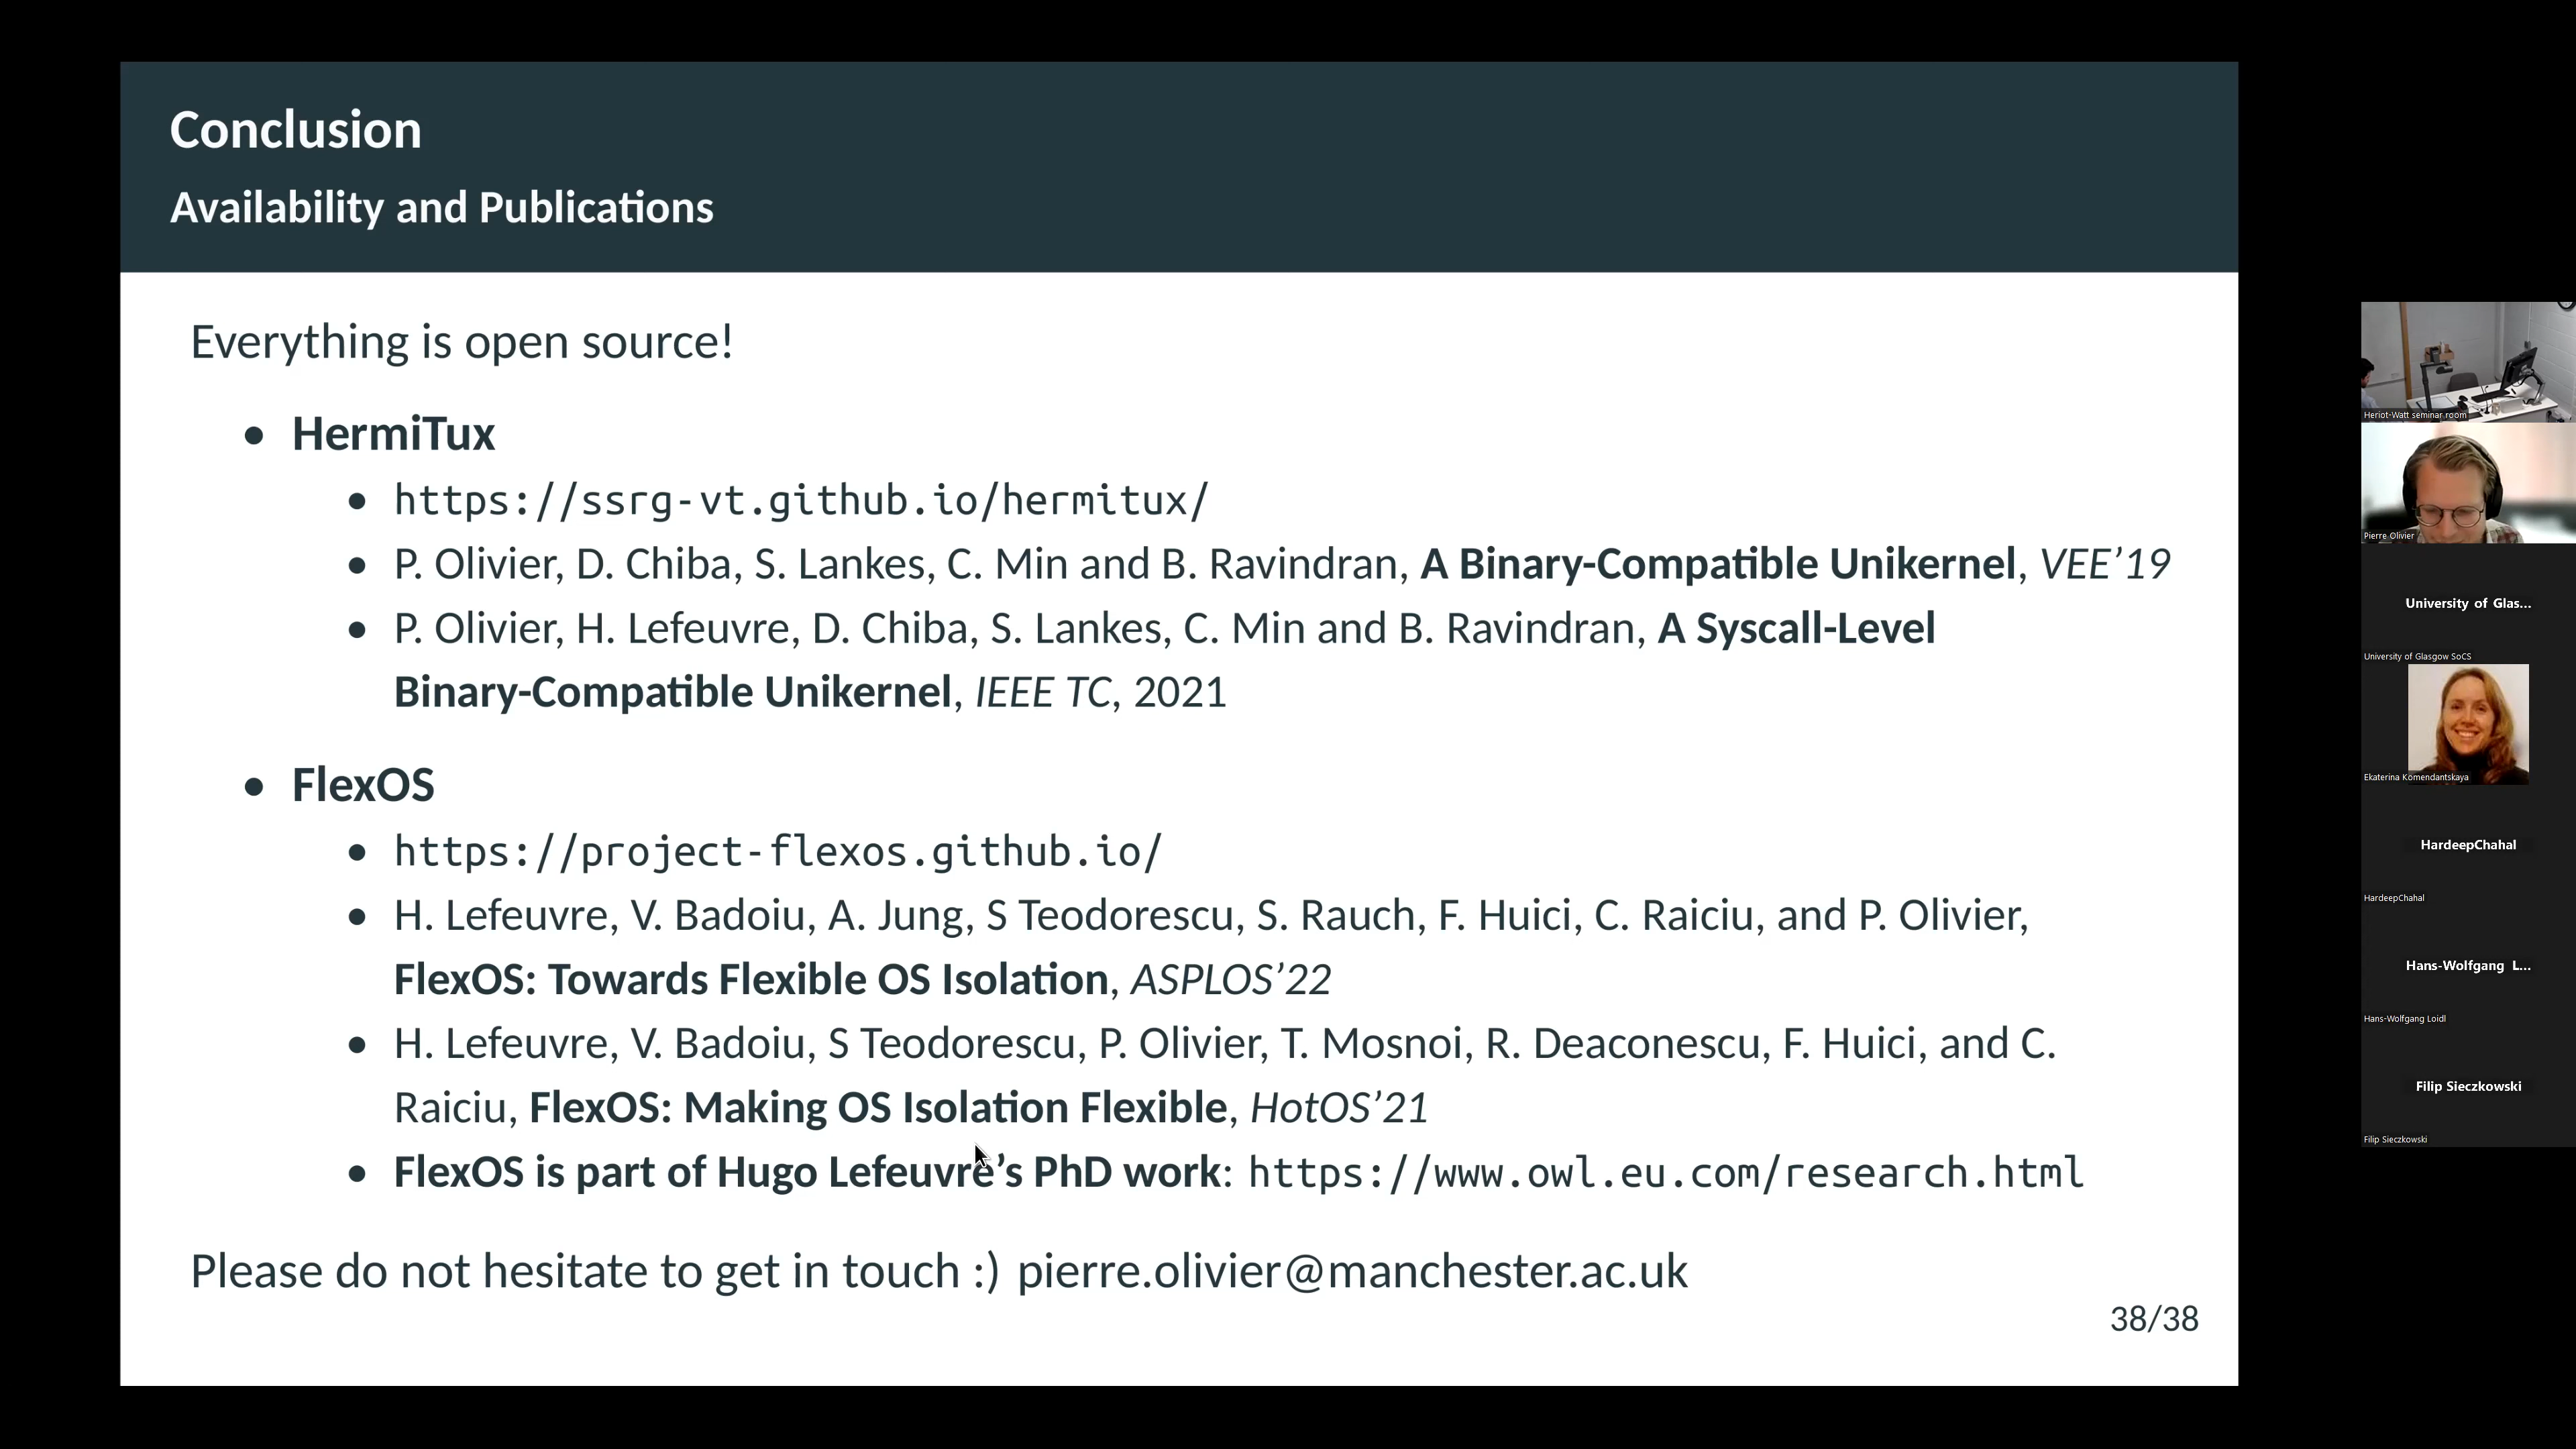 Conclusion
Availability and Publications
Everything is open source!
• HermiTux
• https://ssrg-vt.github.io/hermitux/
• P. Olivier, D. Chiba, S. Lankes, C. Min and B. Ravindran, A Binary-Compatible Unikernel, VEE’19
• P. Olivier, H. Lefeuvre, D. Chiba, S. Lankes, C. Min and B. Ravindran, A Syscall-Level
Binary-Compatible Unikernel, IEEE TC, 2021
• FlexOS
• https://project-flexos.github.io/
• H. Lefeuvre, V. Badoiu, A. Jung, S Teodorescu, S. Rauch, F. Huici, C. Raiciu, and P. Olivier,
FlexOS: Towards Flexible OS Isolation, ASPLOS’22
• H. Lefeuvre, V. Badoiu, S Teodorescu, P. Olivier, T. Mosnoi, R. Deaconescu, F. Huici, and C.
Raiciu, FlexOS: Making OS Isolation Flexible, HotOS’21
• FlexOS is part of Hugo Lefeuvre’s PhD work: https://www.owl.eu.com/research.html
Please do not hesitate to get in touch :) pierre.olivier@manchester.ac.uk
38/38
Heriot-Watt seminar room
Pierre Olivier
University of Glas...
University of Glasgow SoCS
Ekaterina Komendantskaya
HardeepChahal
HardeepChahal
Hans-Wolfgang L...
Hans-Wolfgang Loidl
Filip Sieczkowski
Filip Sieczkowski